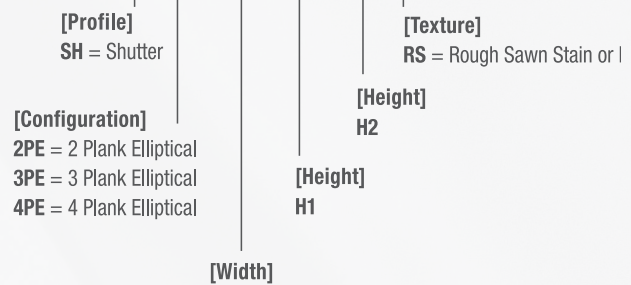 [Profile]
SH = Shutter
[Texture]
RS = Rough Sawn Stain or
[Height]
H2
[Configuration]
2PE = 2 Plank Elliptical
3PE = 3 Plank Elliptical
4PE = 4 Plank Elliptical
[Height]
H1
[Width]